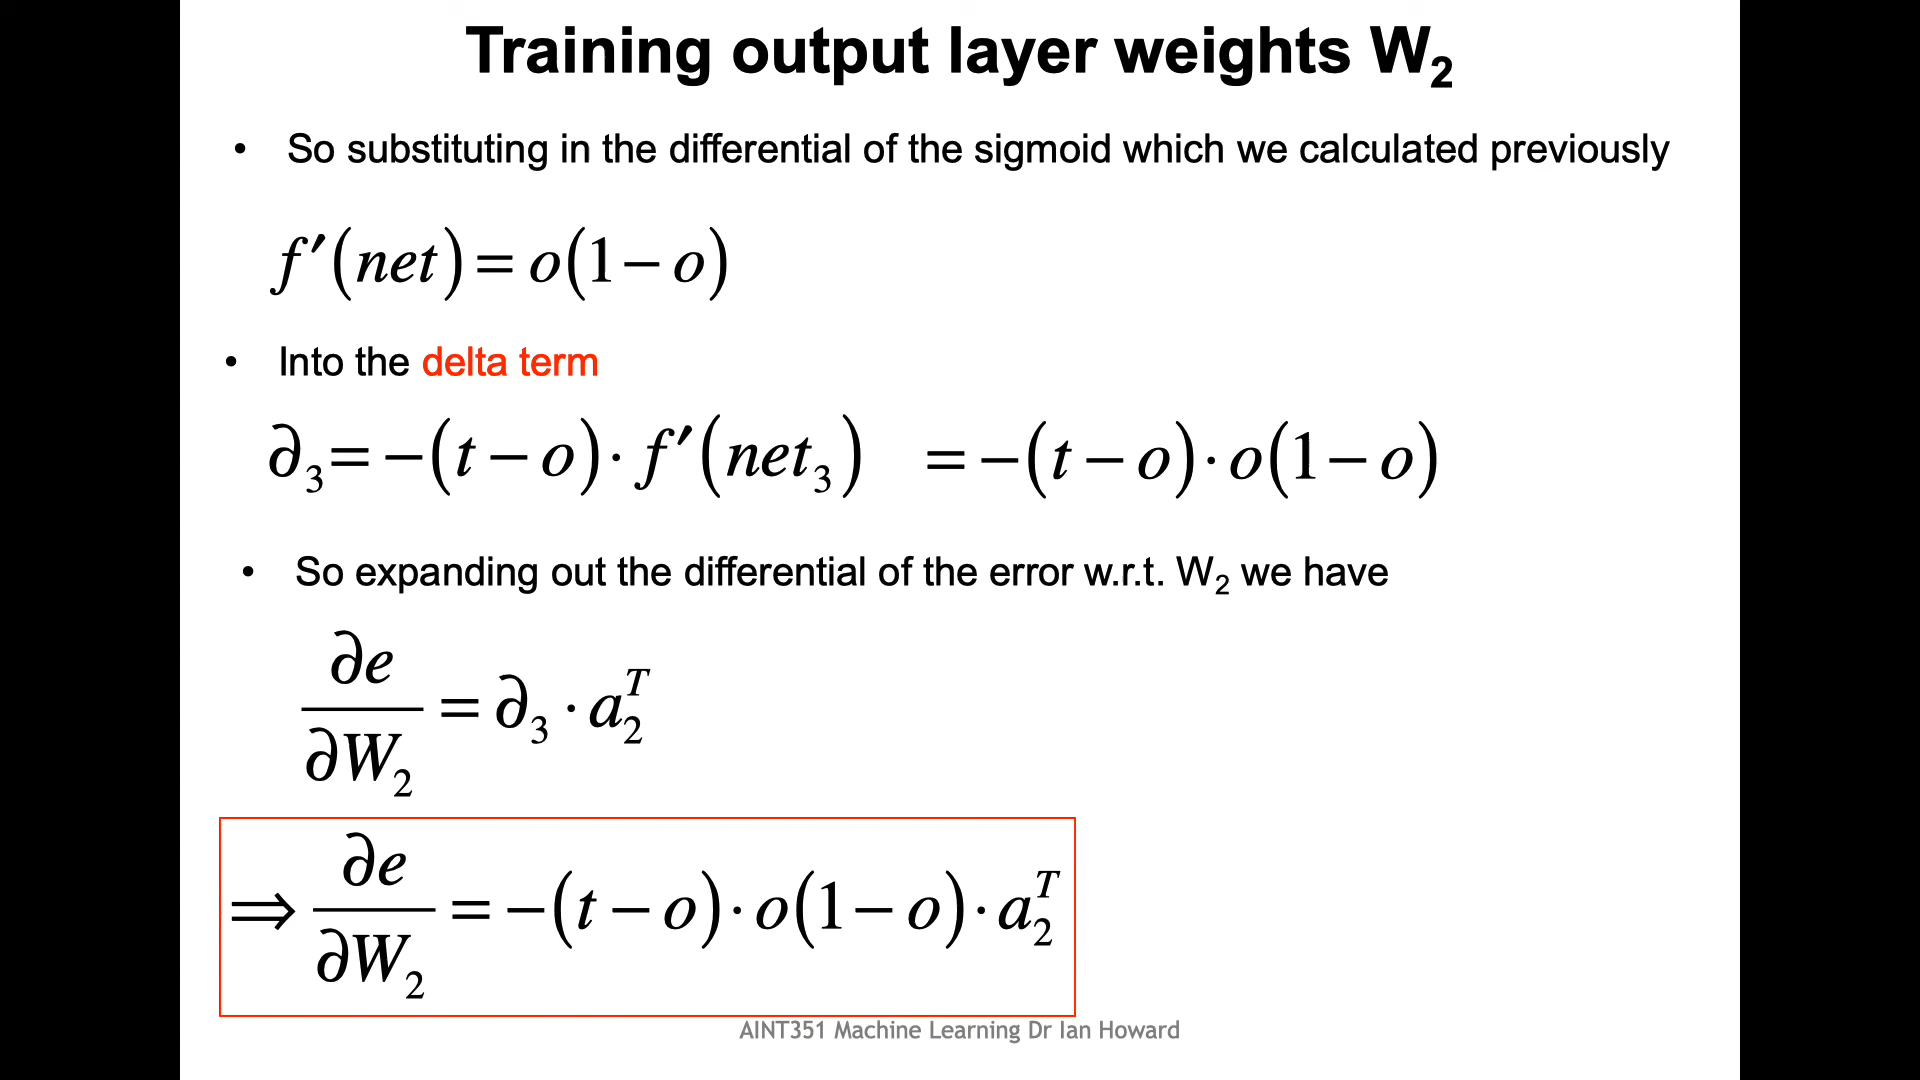 Training output layer weights W₂
• So substituting in the differential of the sigmoid which we calculated previously
f′(net) = o(1 − o)
• Into the delta term
∂₃ = −(t − o) · f′(net₃) = −(t − o) · o(1 − o)
• So expanding out the differential of the error w.r.t. W₂ we have
∂e/∂W₂ = ∂₃ · a₂ᵀ
⇒ ∂e/∂W₂ = −(t − o) · o(1 − o) · a₂ᵀ
AINT351 Machine Learning Dr Ian Howard